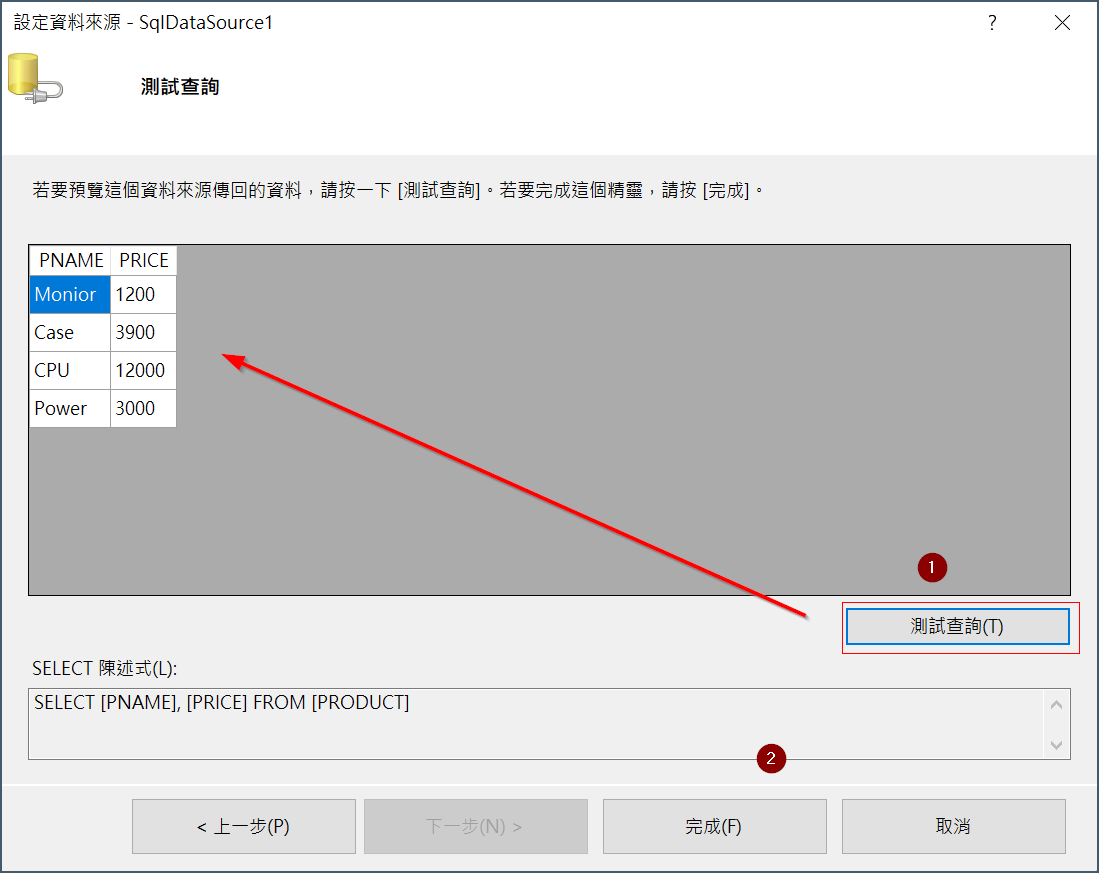 設定資料來源 - SqlDataSource1
?
測試查詢
若要預覽這個資料來源傳回的資料，請按一下 [測試查詢]。若要完成這個精靈，請按 [完成]。
PNAME PRICE
Monior 1200
Case 3900
CPU 12000
Power 3000
1
測試查詢(T)
SELECT 陳述式(L):
SELECT [PNAME], [PRICE] FROM [PRODUCT]
2
< 上一步(P) 下一步(N) > 完成(F) 取消